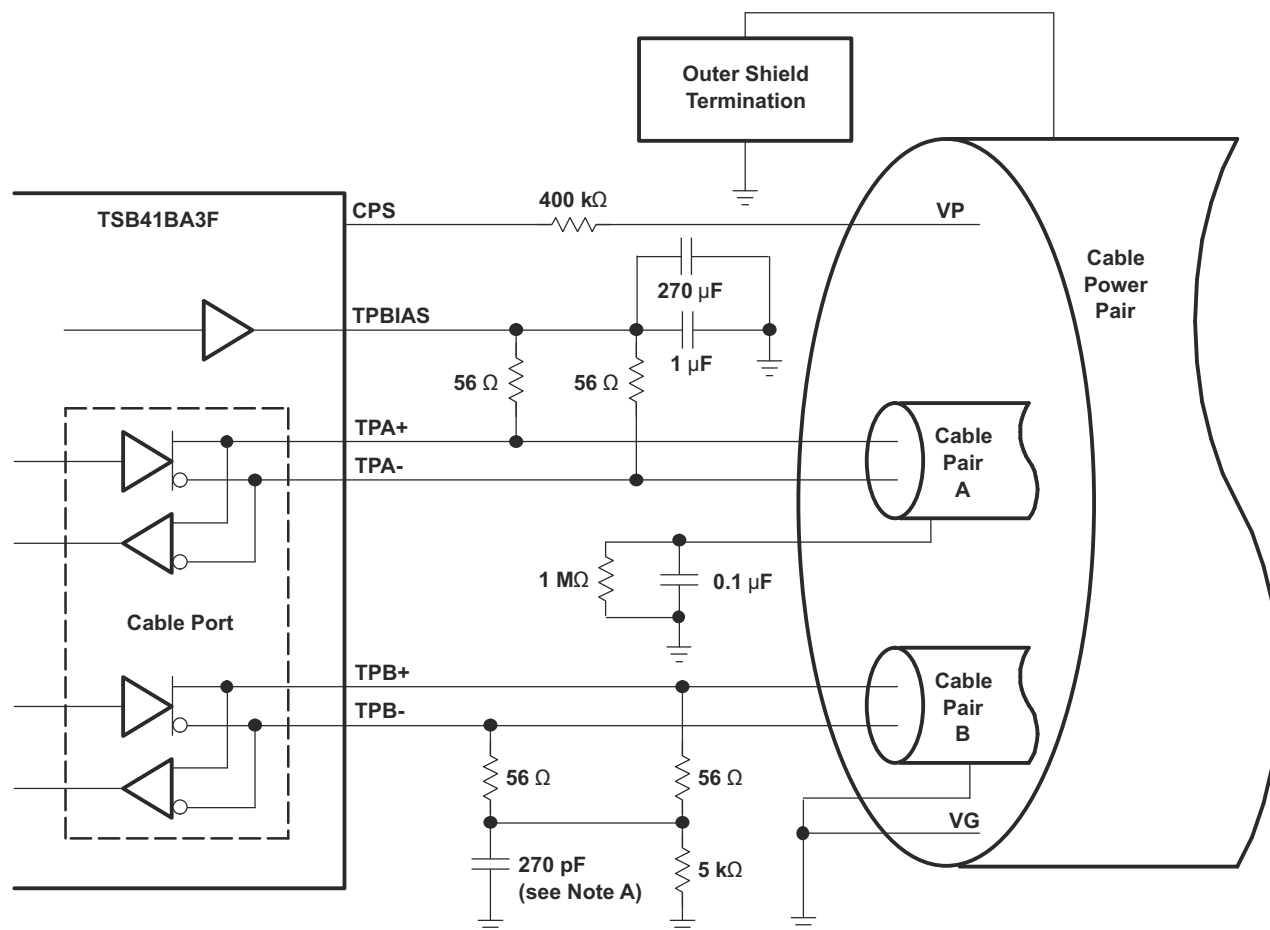 Outer Shield
Termination
TSB41BA3F
CPS
400 kΩ
VP
Cable
Power
Pair
270 µF
TPBIAS
1 µF
56 Ω
56 Ω
TPA+
TPA-
Cable
Pair
A
1 MΩ
0.1 µF
Cable Port
TPB+
TPB-
Cable
Pair
B
56 Ω
56 Ω
VG
270 pF
(see Note A)
5 kΩ